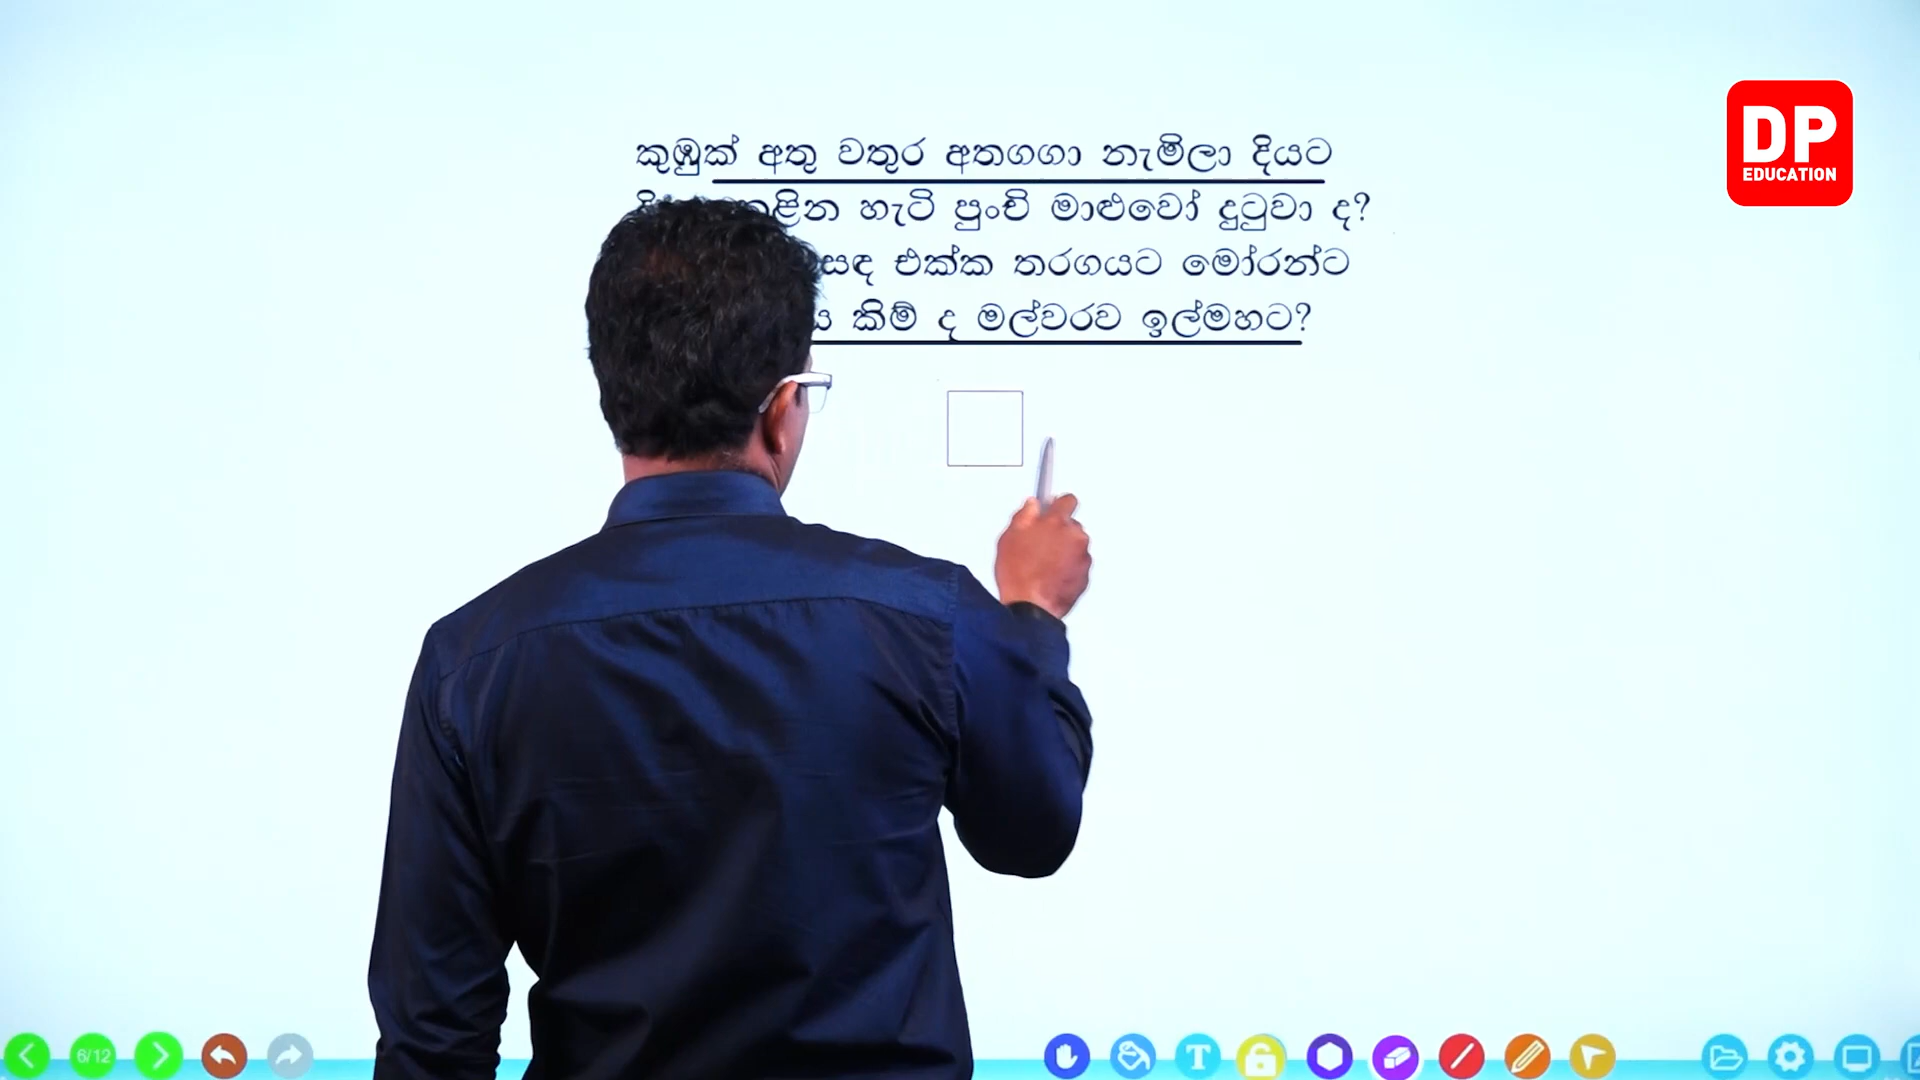 කුඹුක් අතු වතුර අතගගා නැමිලා දියට
හැටි පුංචි මාළුවෝ දුටුවා ද?
සඳ එක්ක තරගයට මෝරන්ට
කිම් ද මල්වරව ඉල්මහට?
DP
EDUCATION
6/12
T